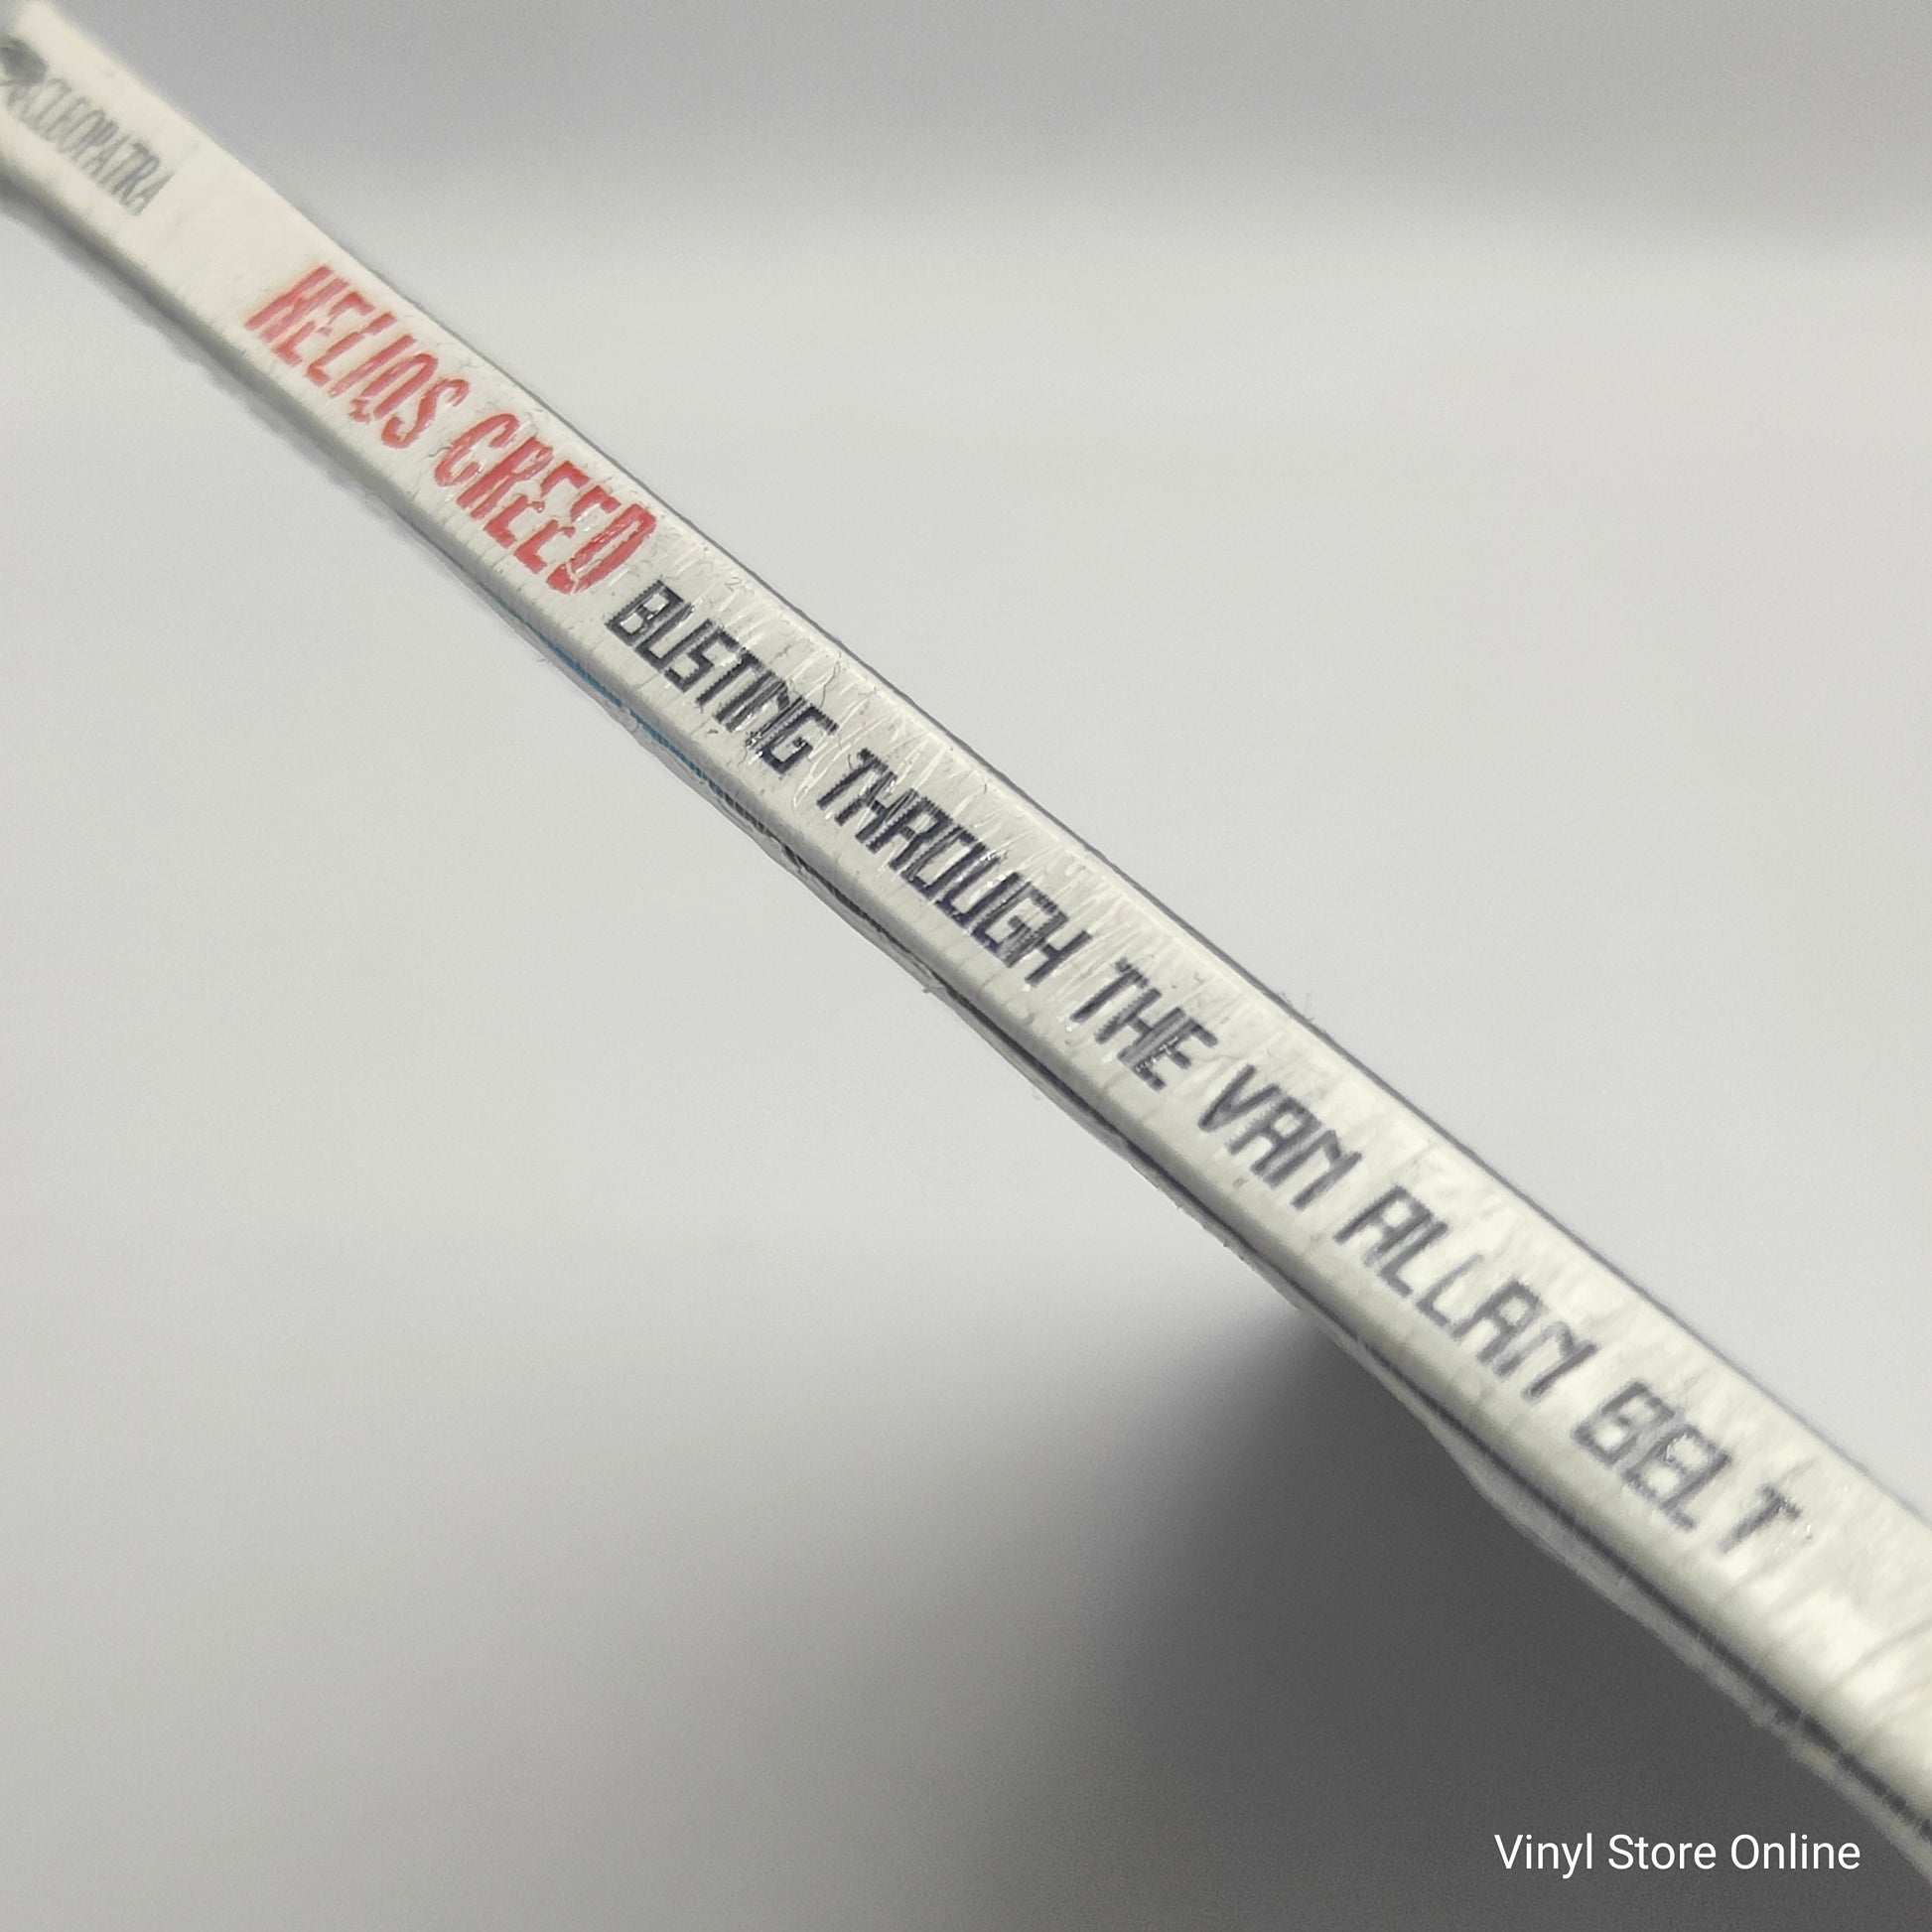 CLEOPATRA
HELIOS CREED BUSTING THROUGH THE VAN ALLAN BELT
Vinyl Store Online